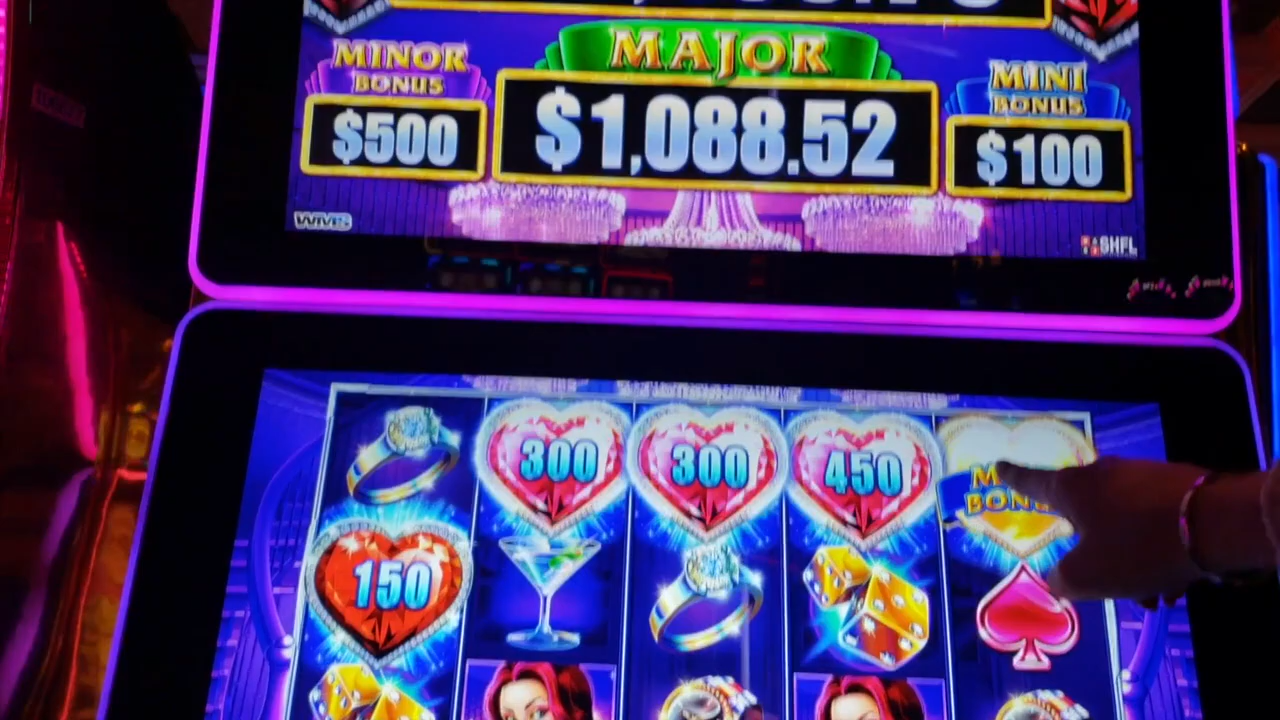 MINOR
BONUS
$500
MAJOR
$1,088.52
MINI
BONUS
$100
WMS
SHFL
300
300
450
150